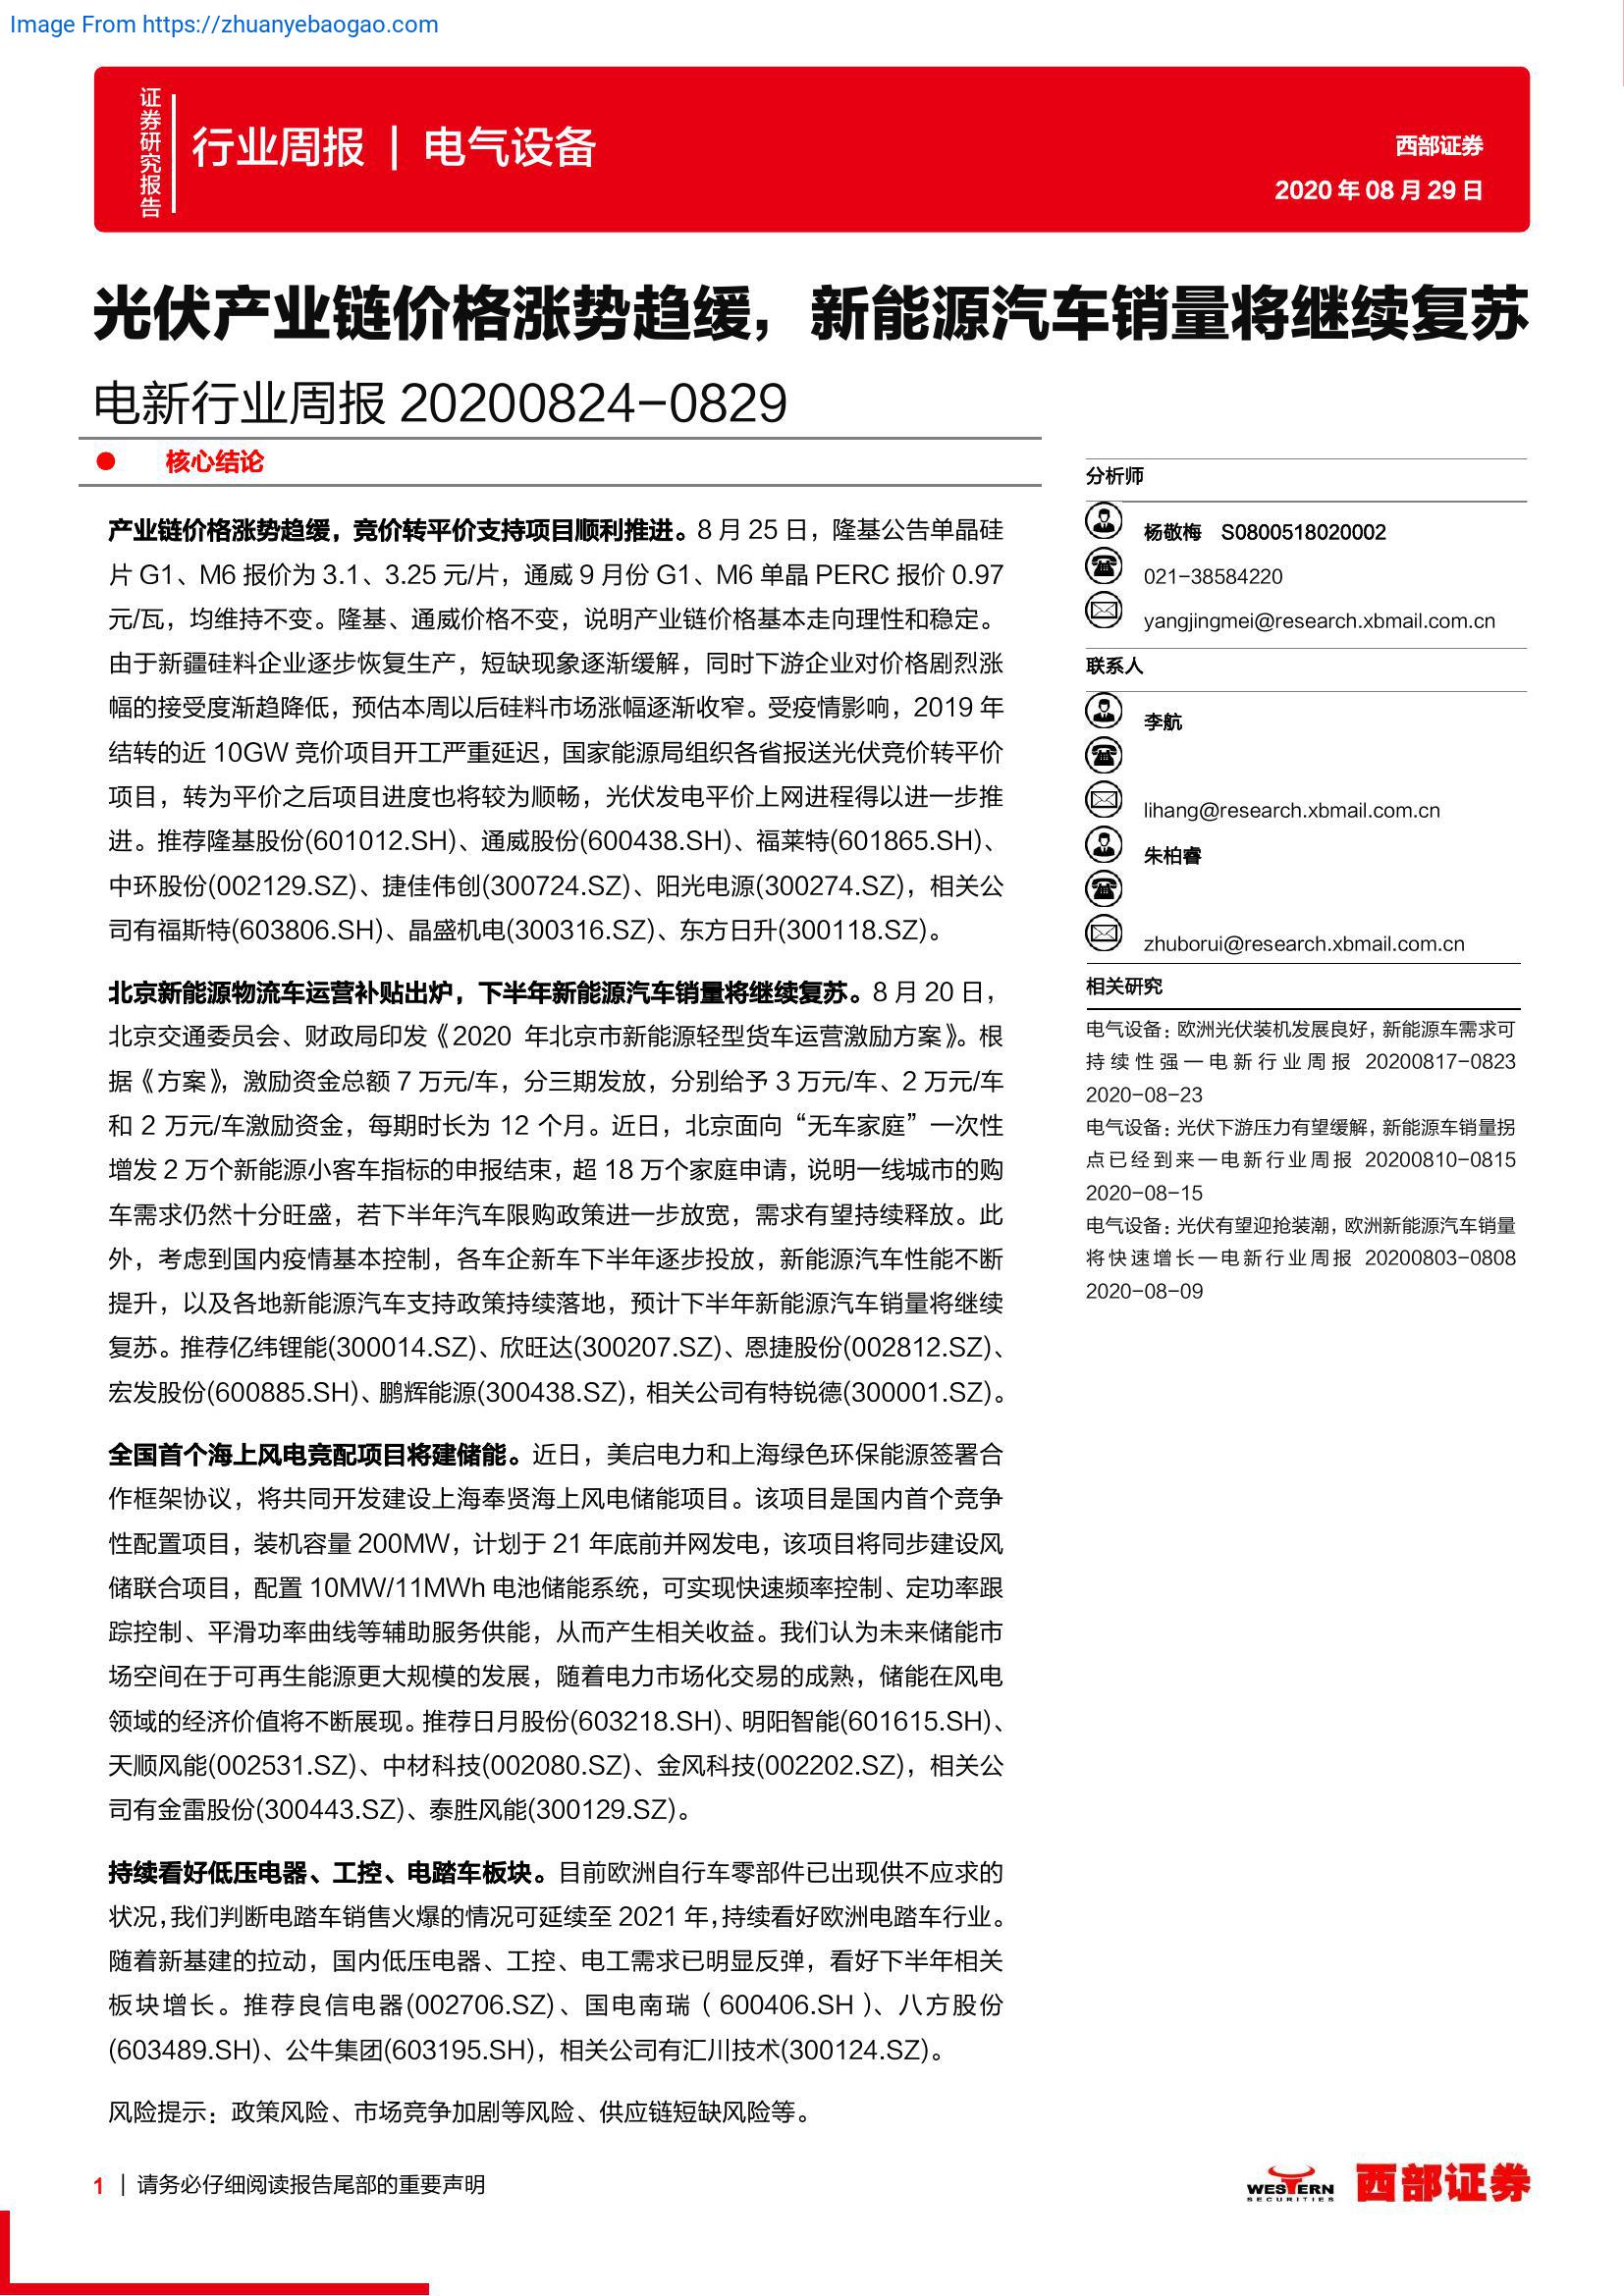 Image From https://zhuanyebaogao.com
证券研究报告
行业周报 | 电气设备
西部证券
2020 年 08 月 29 日
光伏产业链价格涨势趋缓，新能源汽车销量将继续复苏
电新行业周报 20200824-0829
● 核心结论
产业链价格涨势趋缓，竞价转平价支持项目顺利推进。8 月 25 日，隆基公告单晶硅
片 G1、M6 报价为 3.1、3.25 元/片，通威 9 月份 G1、M6 单晶 PERC 报价 0.97
元/瓦，均维持不变。隆基、通威价格不变，说明产业链价格基本走向理性和稳定。
由于新疆硅料企业逐步恢复生产，短缺现象逐渐缓解，同时下游企业对价格剧烈涨
幅的接受度渐趋降低，预估本周以后硅料市场涨幅逐渐收窄。受疫情影响，2019 年
结转的近 10GW 竞价项目开工严重延迟，国家能源局组织各省报送光伏竞价转平价
项目，转为平价之后项目进度也将较为顺畅，光伏发电平价上网进程得以进一步推
进。推荐隆基股份(601012.SH)、通威股份(600438.SH)、福莱特(601865.SH)、
中环股份(002129.SZ)、捷佳伟创(300724.SZ)、阳光电源(300274.SZ)，相关公
司有福斯特(603806.SH)、晶盛机电(300316.SZ)、东方日升(300118.SZ)。
北京新能源物流车运营补贴出炉，下半年新能源汽车销量将继续复苏。8 月 20 日，
北京交通委员会、财政局印发《2020 年北京市新能源轻型货车运营激励方案》。根
据《方案》，激励资金总额 7 万元/车，分三期发放，分别给予 3 万元/车、2 万元/车
和 2 万元/车激励资金，每期时长为 12 个月。近日，北京面向“无车家庭”一次性
增发 2 万个新能源小客车指标的申报结束，超 18 万个家庭申请，说明一线城市的购
车需求仍然十分旺盛，若下半年汽车限购政策进一步放宽，需求有望持续释放。此
外，考虑到国内疫情基本控制，各车企新车下半年逐步投放，新能源汽车性能不断
提升，以及各地新能源汽车支持政策持续落地，预计下半年新能源汽车销量将继续
复苏。推荐亿纬锂能(300014.SZ)、欣旺达(300207.SZ)、恩捷股份(002812.SZ)、
宏发股份(600885.SH)、鹏辉能源(300438.SZ)，相关公司有特锐德(300001.SZ)。
全国首个海上风电竞配项目将建储能。近日，美启电力和上海绿色环保能源签署合
作框架协议，将共同开发建设上海奉贤海上风电储能项目。该项目是国内首个竞争
性配置项目，装机容量 200MW，计划于 21 年底前并网发电，该项目将同步建设风
储联合项目，配置 10MW/11MWh 电池储能系统，可实现快速频率控制、定功率跟
踪控制、平滑功率曲线等辅助服务供能，从而产生相关收益。我们认为未来储能市
场空间在于可再生能源更大规模的发展，随着电力市场化交易的成熟，储能在风电
领域的经济价值将不断展现。推荐日月股份(603218.SH)、明阳智能(601615.SH)、
天顺风能(002531.SZ)、中材科技(002080.SZ)、金风科技(002202.SZ)，相关公
司有金雷股份(300443.SZ)、泰胜风能(300129.SZ)。
持续看好低压电器、工控、电踏车板块。目前欧洲自行车零部件已出现供不应求的
状况，我们判断电踏车销售火爆的情况可延续至 2021 年，持续看好欧洲电踏车行业。
随着新基建的拉动，国内低压电器、工控、电工需求已明显反弹，看好下半年相关
板块增长。推荐良信电器(002706.SZ)、国电南瑞（600406.SH）、八方股份
(603489.SH)、公牛集团(603195.SH)，相关公司有汇川技术(300124.SZ)。
风险提示：政策风险、市场竞争加剧等风险、供应链短缺风险等。
分析师
杨敬梅 S0800518020002
021-38584220
yangjingmei@research.xbmail.com.cn
联系人
李航
lihang@research.xbmail.com.cn
朱柏睿
zhuborui@research.xbmail.com.cn
相关研究
电气设备：欧洲光伏装机发展良好，新能源车需求可
持续性强—电新行业周报 20200817-0823
2020-08-23
电气设备：光伏下游压力有望缓解，新能源车销量拐
点已经到来—电新行业周报 20200810-0815
2020-08-15
电气设备：光伏有望迎抢装潮，欧洲新能源汽车销量
将快速增长—电新行业周报 20200803-0808
2020-08-09
1 | 请务必仔细阅读报告尾部的重要声明
WESTERN
SECURITIES
西部证券